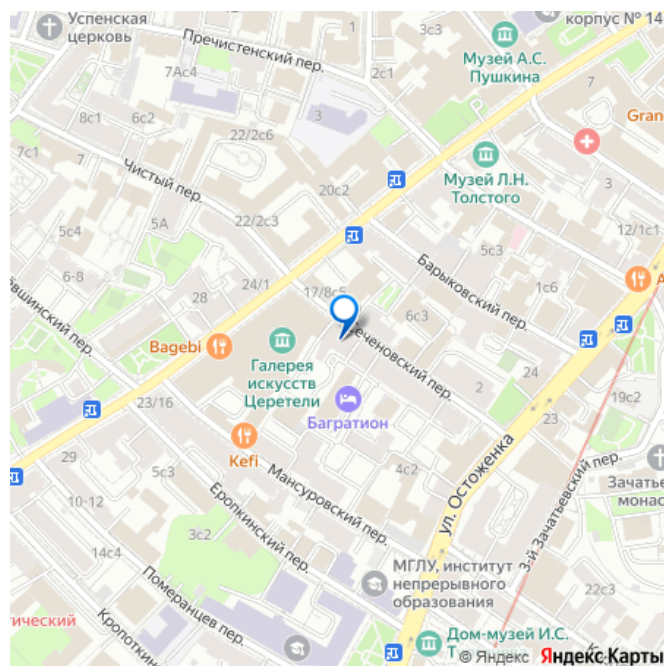 Успенская
церковь
Пречистенский пер.
корпус № 14
2с1
Музей А.С.
Пушкина
7Ас4
7
8с1
6с2
3
Grand
22/2с6
7с1
7
Чистый пер.
20с2
Музей Л.Н.
Толстого
3
5А
22/2с3
5с4
5с3
12/1с1
6-8
24/1
17/8с5
Барыковский пер.
1с6
28
6с3
Bagebi
Галерея
искусств
Церетели
еченовский пер.
24
2
19с2
23/16
Багратион
23
Kefi
29
5с3
4с2
ул. Остоженка
Мансуровский пер.
3-й Зачатьевский пер.
10-12
Еропкинский пер.
3с2
14с4
МГЛУ, институт
непрерывного
образования
22с3
Померанцев пер.
Дом-музей И.С.
Т
Кропоткин
© Яндекс Яндекс Карты